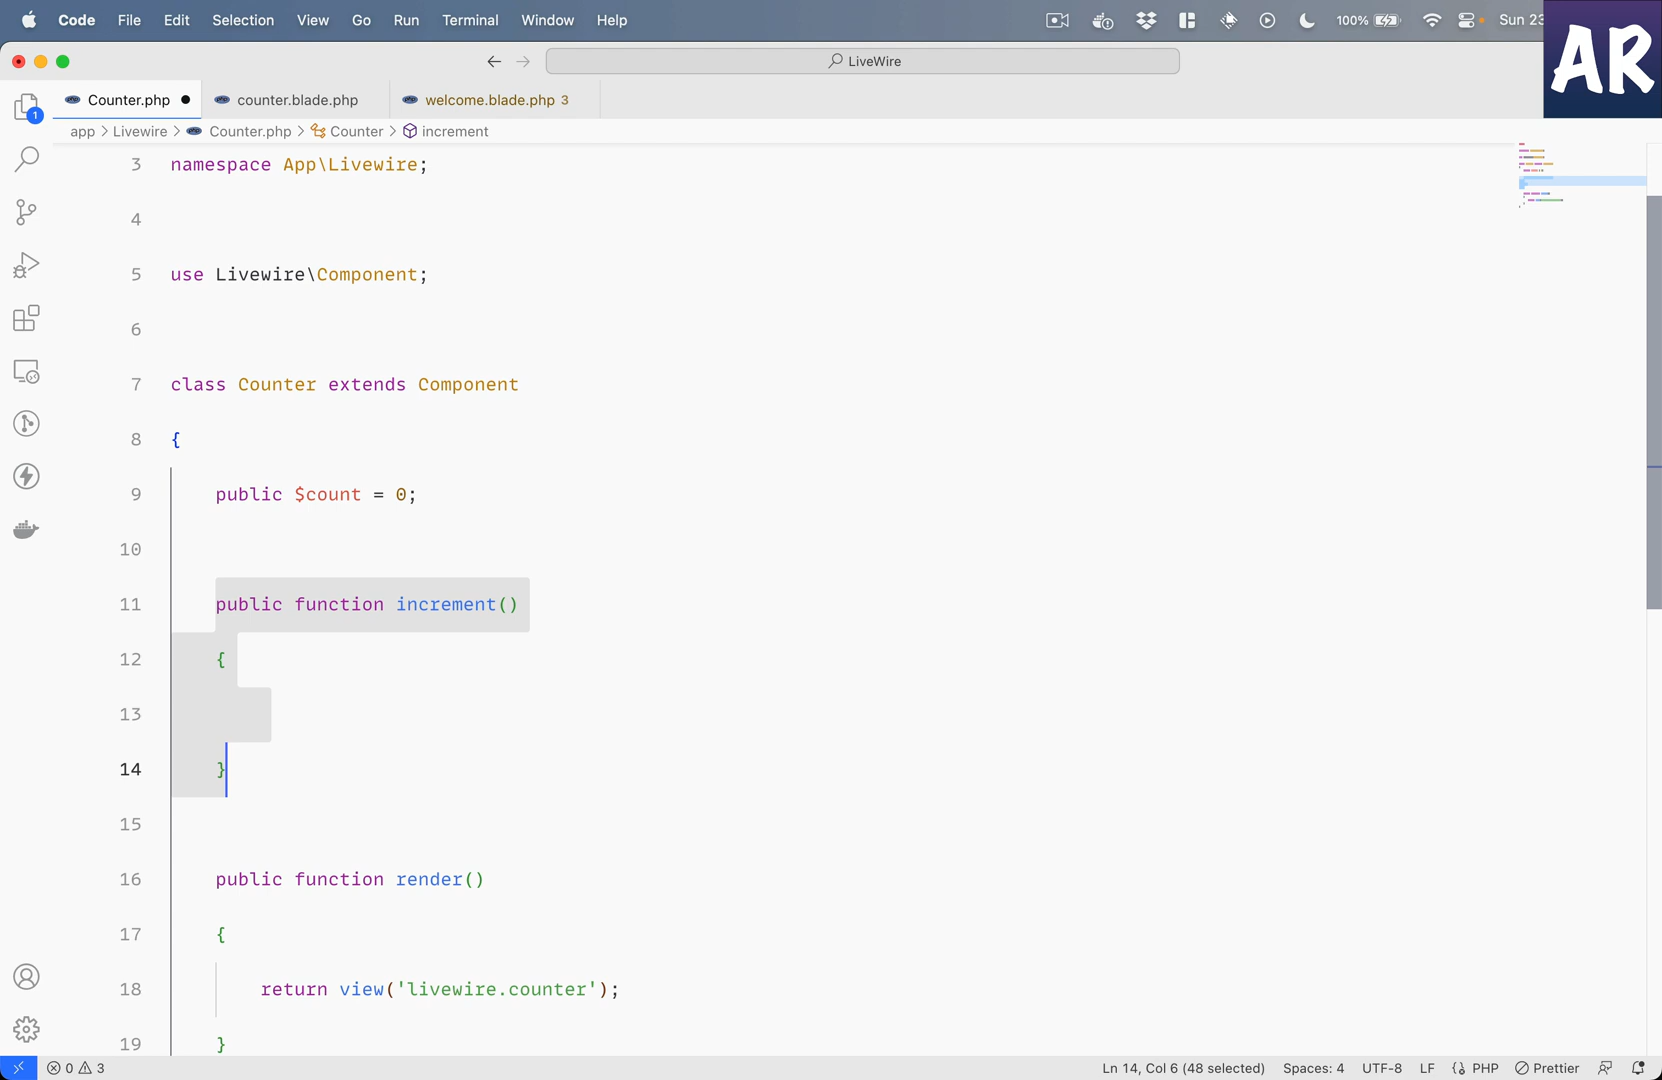 Code File Edit Selection View Go Run Terminal Window Help 100% Sun 23
AR
LiveWire
Counter.php counter.blade.php welcome.blade.php 3
1
app > Livewire > Counter.php > Counter > increment
3 namespace App\Livewire;
4
5 use Livewire\Component;
6
7 class Counter extends Component
8 {
9 public $count = 0;
10
11 public function increment()
12 {
13
14 }
15
16 public function render()
17 {
18 return view('livewire.counter');
19 }
0 3 Ln 14, Col 6 (48 selected) Spaces: 4 UTF-8 LF PHP Prettier